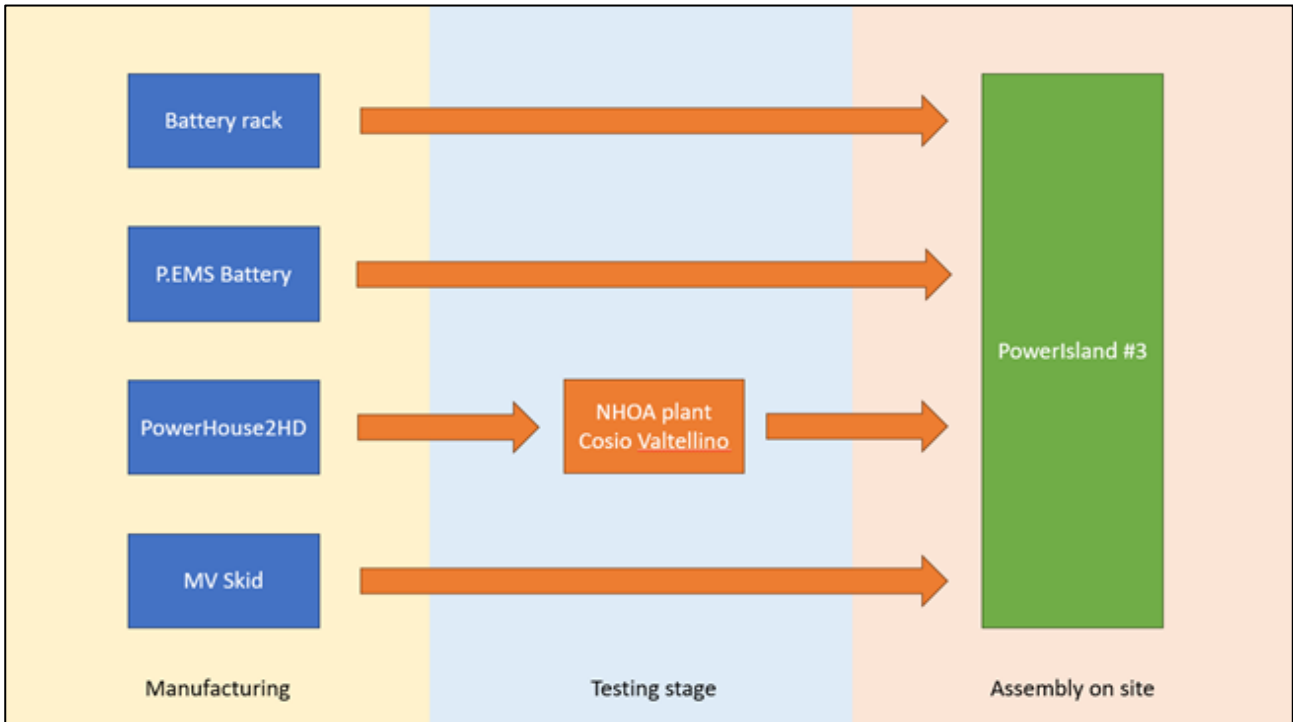 Battery rack
P.EMS Battery
PowerHouse2HD
NHOA plant
Cosio Valtellino
PowerIsland #3
MV Skid
Manufacturing
Testing stage
Assembly on site